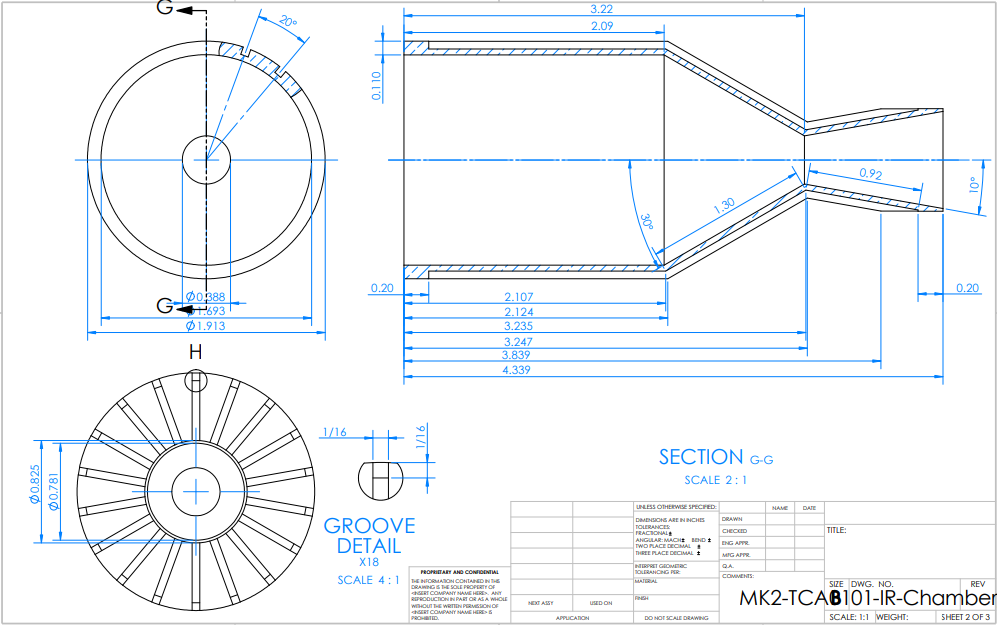 G
20°
G
Ø0.388
Ø1.693
Ø1.913
3.22
2.09
0.110
0.92
10°
1.30
30°
0.20
0.20
2.107
2.124
3.235
3.247
3.839
4.339
H
Ø0.825
Ø0.781
1/16
1/16
GROOVE
DETAIL
X18
SCALE 4 : 1
SECTION G-G
SCALE 2 : 1
PROPRIETARY AND CONFIDENTIAL
THE INFORMATION CONTAINED IN THIS
DRAWING IS THE SOLE PROPERTY OF
<INSERT COMPANY NAME HERE>. ANY
REPRODUCTION IN PART OR AS A WHOLE
WITHOUT THE WRITTEN PERMISSION OF
<INSERT COMPANY NAME HERE> IS
PROHIBITED.
NEXT ASSY
USED ON
APPLICATION
UNLESS OTHERWISE SPECIFIED:
DIMENSIONS ARE IN INCHES
TOLERANCES:
FRACTIONAL±
ANGULAR: MACH± BEND ±
TWO PLACE DECIMAL ±
THREE PLACE DECIMAL ±
INTERPRET GEOMETRIC
TOLERANCING PER:
MATERIAL
FINISH
DO NOT SCALE DRAWING
NAME
DATE
DRAWN
CHECKED
ENG APPR.
MFG APPR.
Q.A.
COMMENTS:
TITLE:
SIZE
DWG. NO.
REV
B
MK2-TCA-101-IR-Chamber
SCALE: 1:1
WEIGHT:
SHEET 2 OF 3